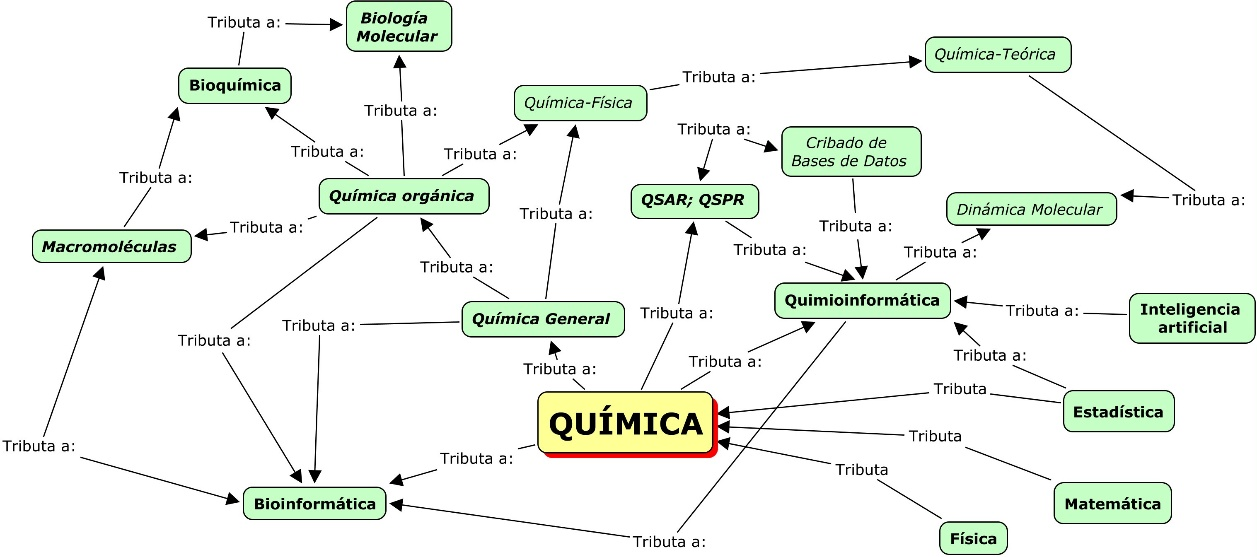 Tributa a:
Biología
Molecular
Química-Teórica
Tributa a:
Bioquímica
Química-Física
Tributa a:
Tributa a:
Cribado de
Bases de Datos
Tributa a:
Tributa a:
Tributa a:
Química orgánica
QSAR; QSPR
Dinámica Molecular
Tributa a:
Tributa a:
Tributa a:
Tributa a:
Tributa a:
Macromoléculas
Tributa a:
Tributa a:
Tributa a:
Quimioinformática
Inteligencia
artificial
Tributa a:
Química General
Tributa a:
Tributa a:
Tributa a:
Tributa a:
Tributa a:
Tributa a:
Tributa
Estadística
QUÍMICA
Tributa
Tributa a:
Tributa a:
Tributa
Bioinformática
Matemática
Física
Tributa a: